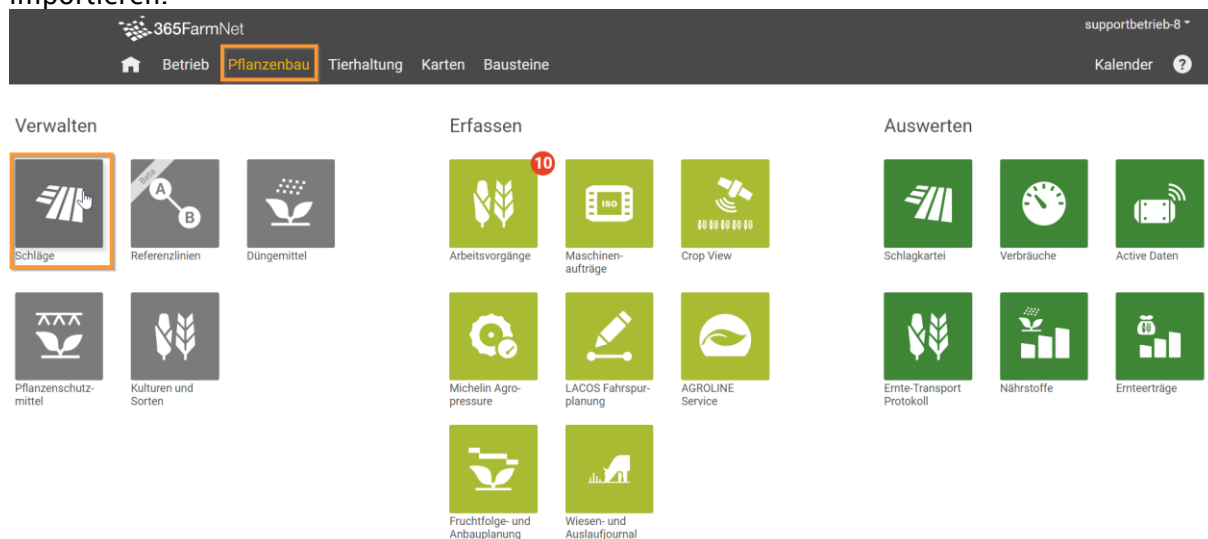 importieren.
365FarmNet
supportbetrieb-8
Betrieb Pflanzenbau Tierhaltung Karten Bausteine
Kalender ?
Verwalten
Schläge
Beta
A
B
Referenzlinien
Düngemittel
Pflanzenschutz-
mittel
Kulturen und
Sorten
Erfassen
10
Arbeitsvorgänge
ISO
Maschinen-
aufträge
Crop View
Michelin Agro-
pressure
LACOS Fahrspur-
planung
AGROLINE
Service
Fruchtfolge- und
Anbauplanung
Wiesen- und
Auslaufjournal
Auswerten
Schlagkartei
Verbräuche
Active Daten
Ernte-Transport
Protokoll
Nährstoffe
Ernteerträge